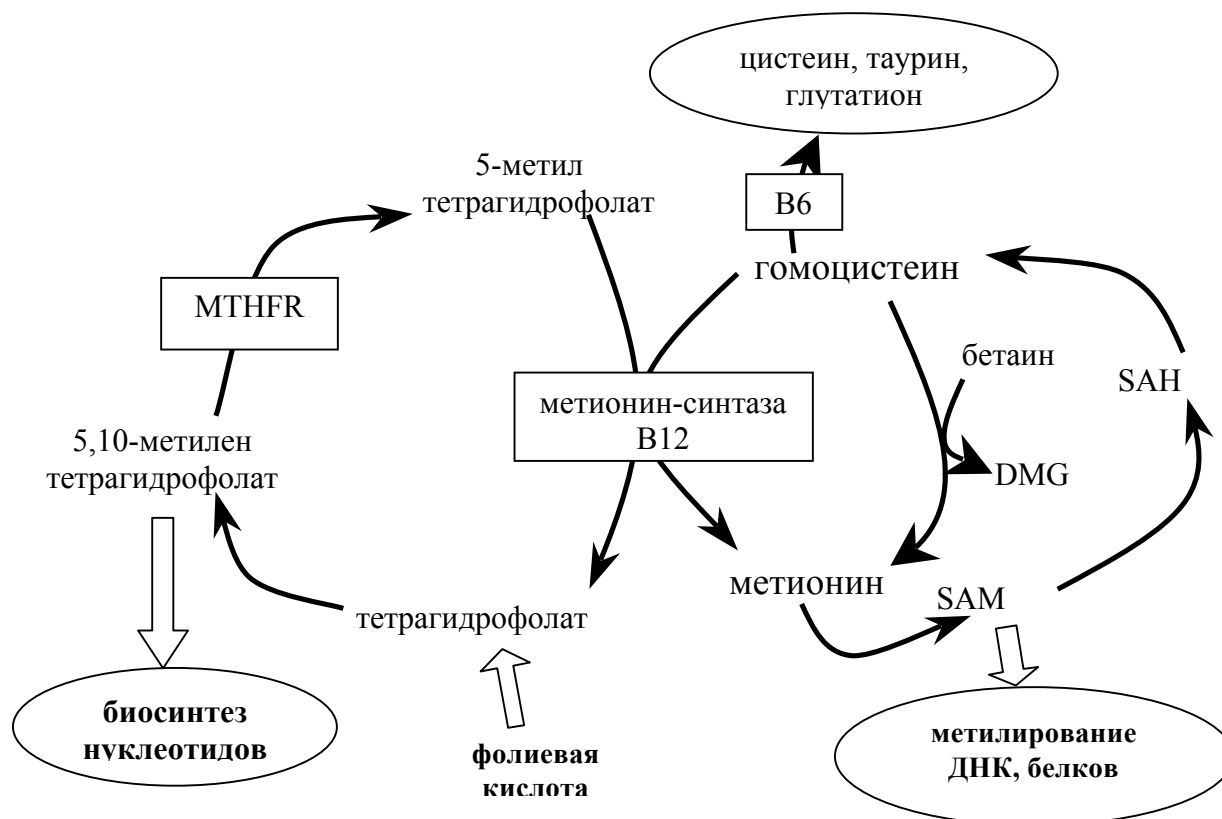 цистеин, таурин,
глутатион
5-метил
тетрагидрофолат
B6
гомоцистеин
MTHFR
бетаин
SAH
метионин-синтаза
B12
5,10-метилен
тетрагидрофолат
DMG
метионин
SAM
тетрагидрофолат
биосинтез
нуклеотидов
фолиевая
кислота
метилирование
ДНК, белков